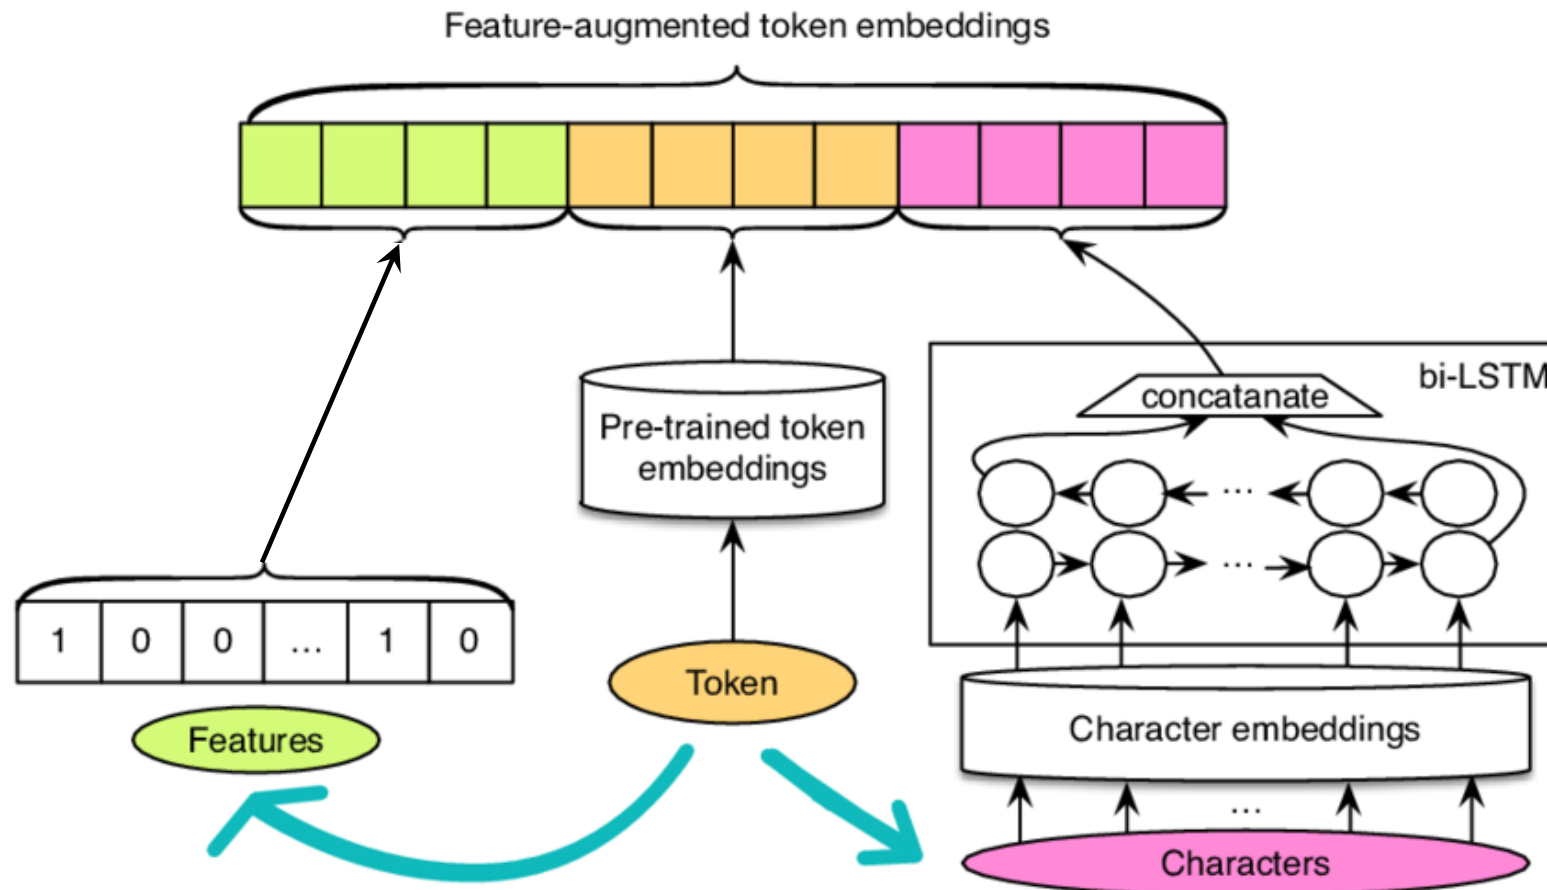 Feature-augmented token embeddings
bi-LSTM
concatanate
Pre-trained token
embeddings
...
...
1 0 0 ... 1 0
Token
Features
Character embeddings
...
Characters